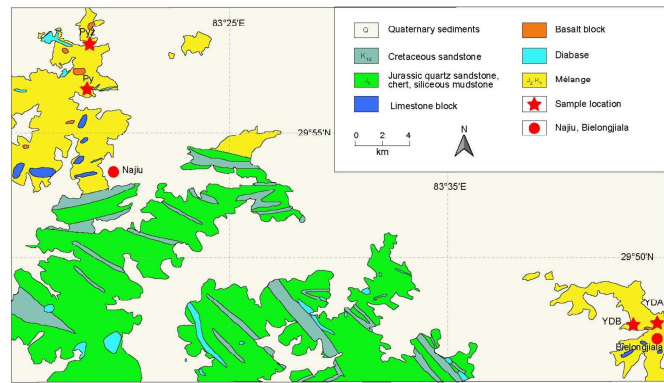 83°25'E
Pyz
Py
Najiu
29°55'N
83°35'E
29°50'N
YDA
YDB
Bielongjiala
Q
Quaternary sediments
Cretaceous sandstone
Jurassic quartz sandstone,
chert, siliceous mudstone
Limestone block
Basalt block
Diabase
Mélange
Sample location
Najiu, Bielongjiala
0 2 4
km
N